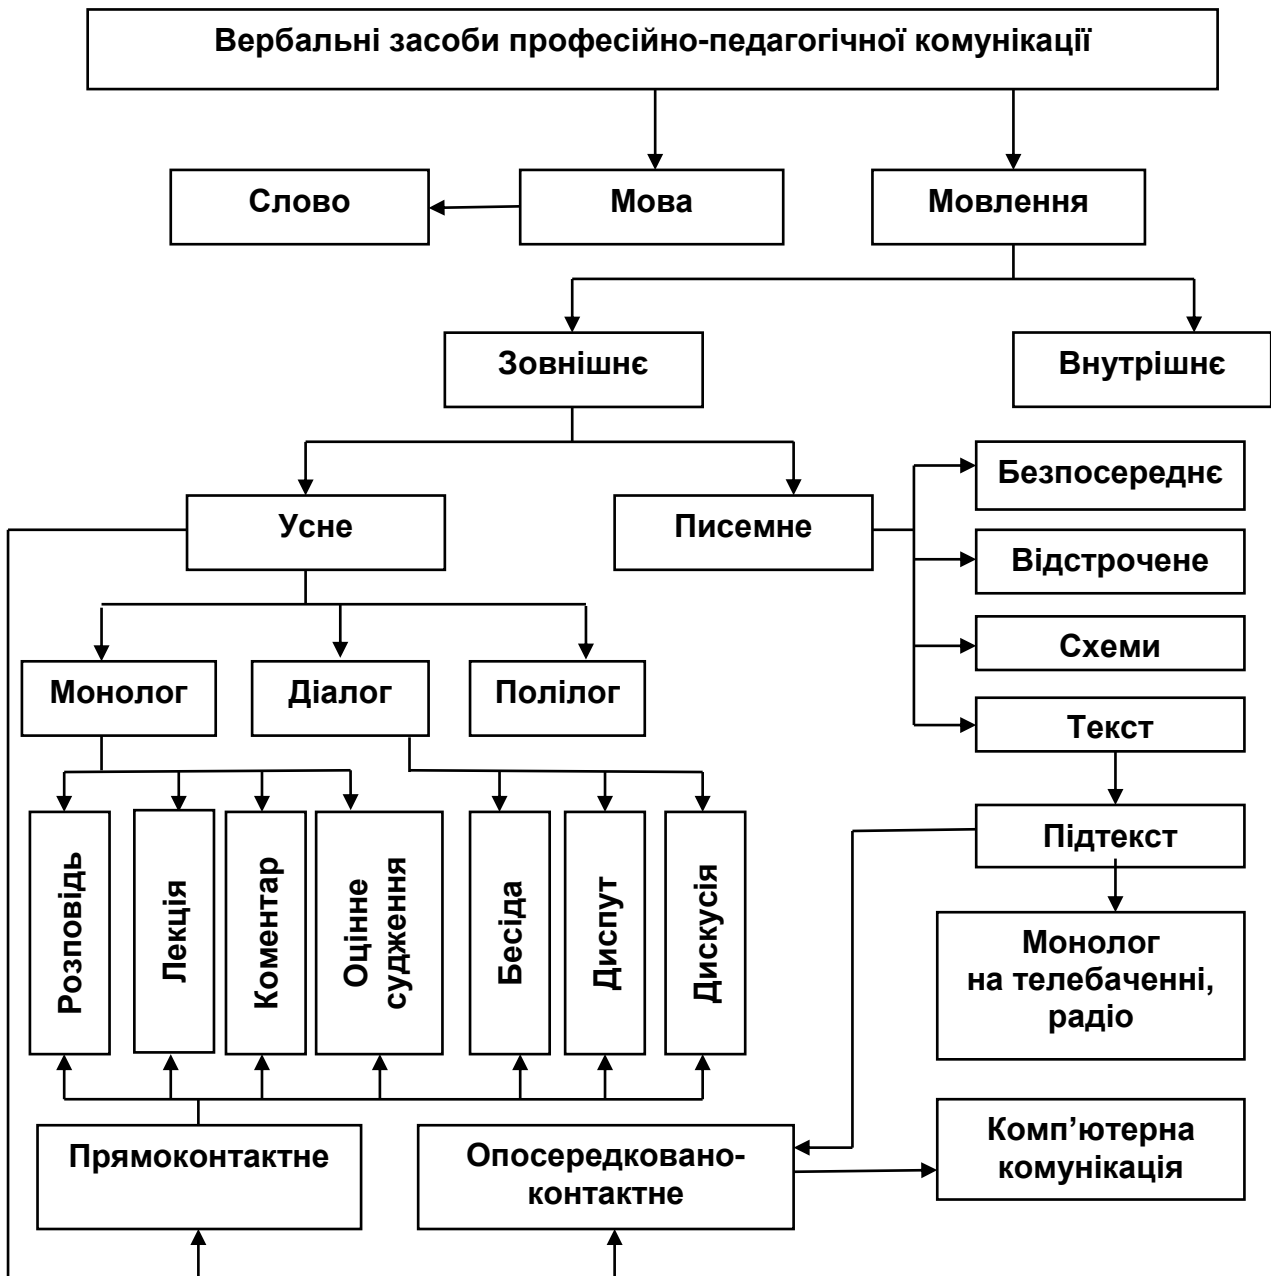 Вербальні засоби професійно-педагогічної комунікації
Слово
Мова
Мовлення
Зовнішнє
Внутрішнє
Усне
Писемне
Безпосереднє
Відстрочене
Схеми
Текст
Монолог
Діалог
Полілог
Підтекст
Розповідь
Лекція
Коментар
Оцінне
судження
Бесіда
Диспут
Дискусія
Монолог
на телебаченні,
радіо
Прямоконтактне
Опосередковано-
контактне
Комп’ютерна
комунікація